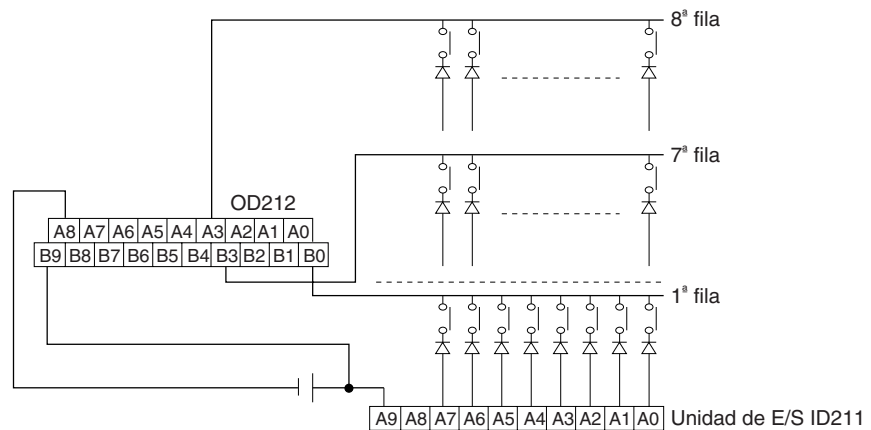 8ª fila
7ª fila
OD212
A8 A7 A6 A5 A4 A3 A2 A1 A0
B9 B8 B7 B6 B5 B4 B3 B2 B1 B0
1ª fila
A9 A8 A7 A6 A5 A4 A3 A2 A1 A0 Unidad de E/S ID211